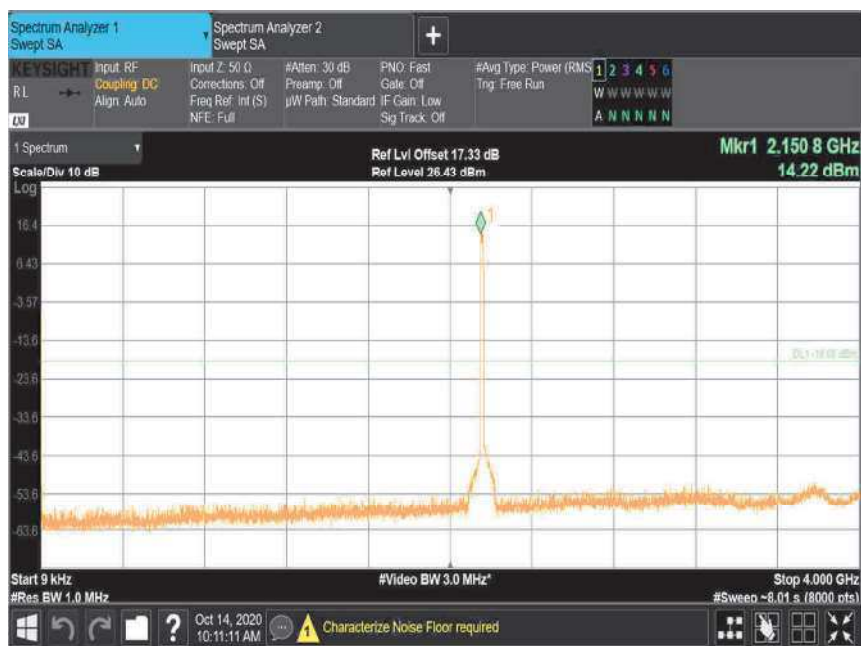 Spectrum Analyzer 1
Swept SA
Spectrum Analyzer 2
Swept SA
+
KEYSIGHT
RL
LXI
Input: RF
Coupling: DC
Align: Auto
Input Z: 50 Ω
Corrections: Off
Freq Ref: Int (S)
NFE: Full
#Atten: 30 dB
Preamp: Off
µW Path: Standard
PNO: Fast
Gate: Off
IF Gain: Low
Sig Track: Off
#Avg Type: Power (RMS
Trig: Free Run
1 2 3 4 5 6
W W W W W W
A N N N N N
1 Spectrum
Scale/Div 10 dB
Ref Lvl Offset 17.33 dB
Ref Level 26.43 dBm
Mkr1 2.150 8 GHz
14.22 dBm
Log
1
16.4
6.43
-3.57
-13.6
-23.6
-33.6
-43.6
-53.6
-63.6
Start 9 kHz
#Video BW 3.0 MHz*
Stop 4.000 GHz
#Res BW 1.0 MHz
#Sweep ~8.01 s (8000 pts)
?
Oct 14, 2020
10:11:11 AM
1
Characterize Noise Floor required